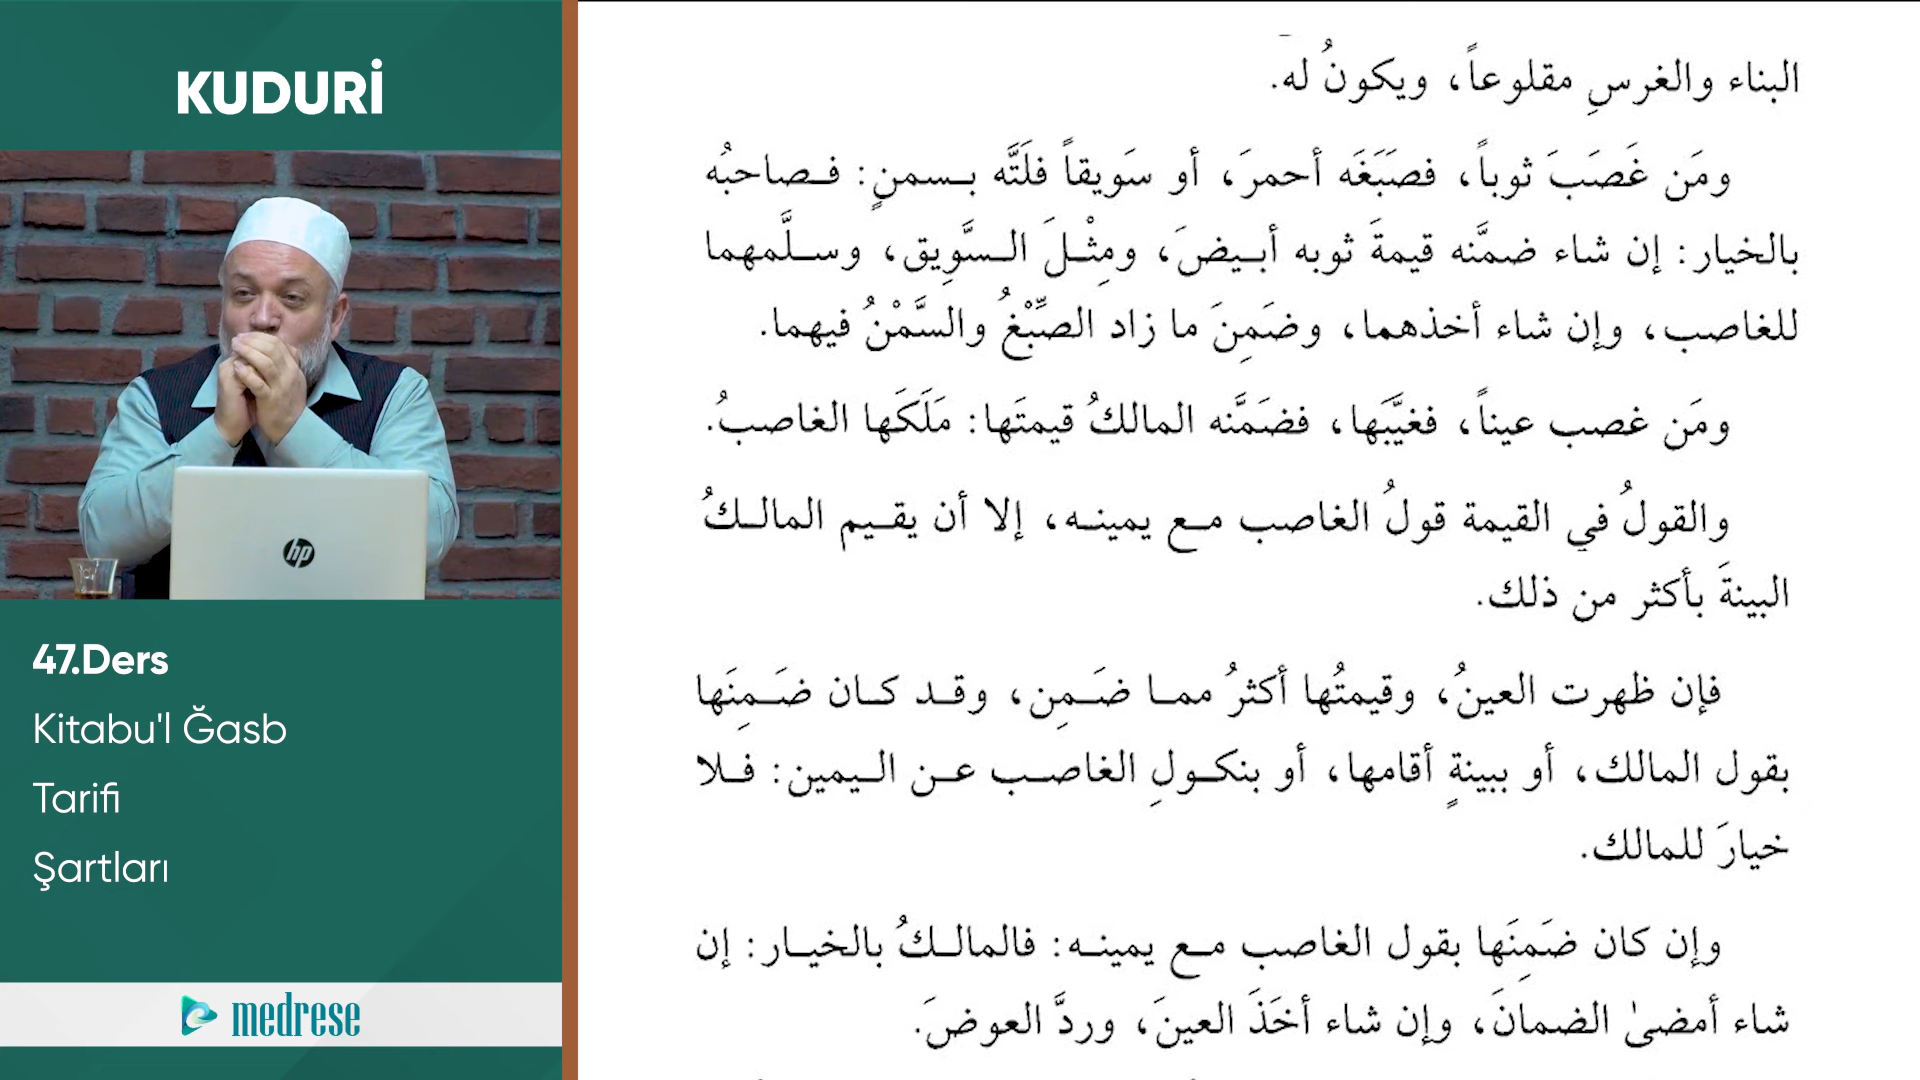 KUDURİ
47.Ders
Kitabu'l Ğasb
Tarifi
Şartları
medrese
hp
البناء والغرسِ مقلوعاً، ويكونُ له.
ومَن غَصَبَ ثوباً، فصَبَغَه أحمرَ، أو سَويقاً فلَتَّه بسمنٍ: فصاحبُه
بالخيار: إن شاء ضمنَّه قيمةَ ثوبه أبيضَ، ومِثْلَ السَّوِيق، وسلَّمهما
للغاصب، وإن شاء أخذهما، وضَمِنَ ما زاد الصِّبْغُ والسَّمْنُ فيهما.
ومَن غصب عيناً، فغيَّبَها، فضَمَّنه المالكُ قيمتَها: مَلَكَها الغاصبُ.
والقولُ في القيمة قولُ الغاصب مع يمينه، إلا أن يقيم المالكُ
البينةَ بأكثر من ذلك.
فإن ظهرت العينُ، وقيمتُها أكثرُ مما ضَمِن، وقد كان ضَمِنَها
بقول المالك، أو ببينةٍ أقامها، أو بنكولِ الغاصب عن اليمين: فلا
خيارَ للمالك.
وإن كان ضَمِنَها بقول الغاصب مع يمينه: فالمالكُ بالخيار: إن
شاء أمضىٰ الضمانَ، وإن شاء أخَذَ العينَ، وردَّ العوضَ.